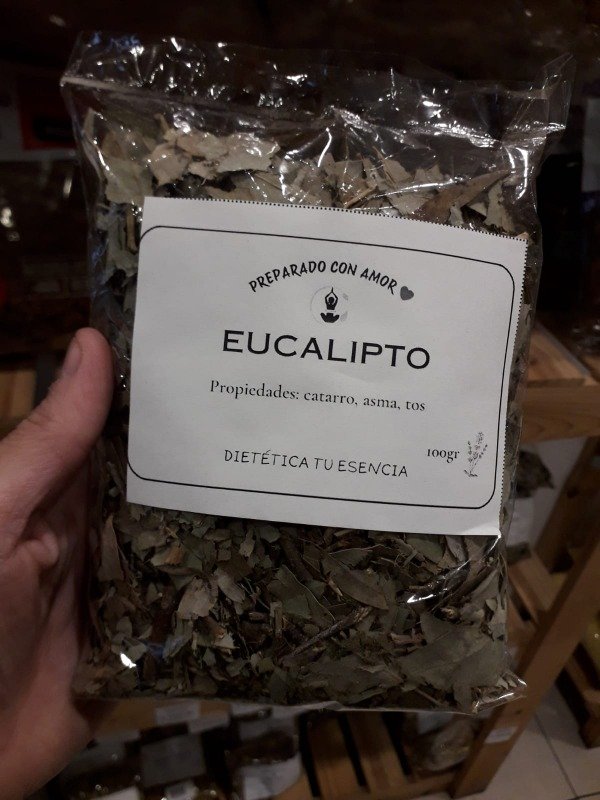 PREPARADO CON AMOR
EUCALIPTO
Propiedades: catarro, asma, tos
100gr
DIETÉTICA TU ESENCIA